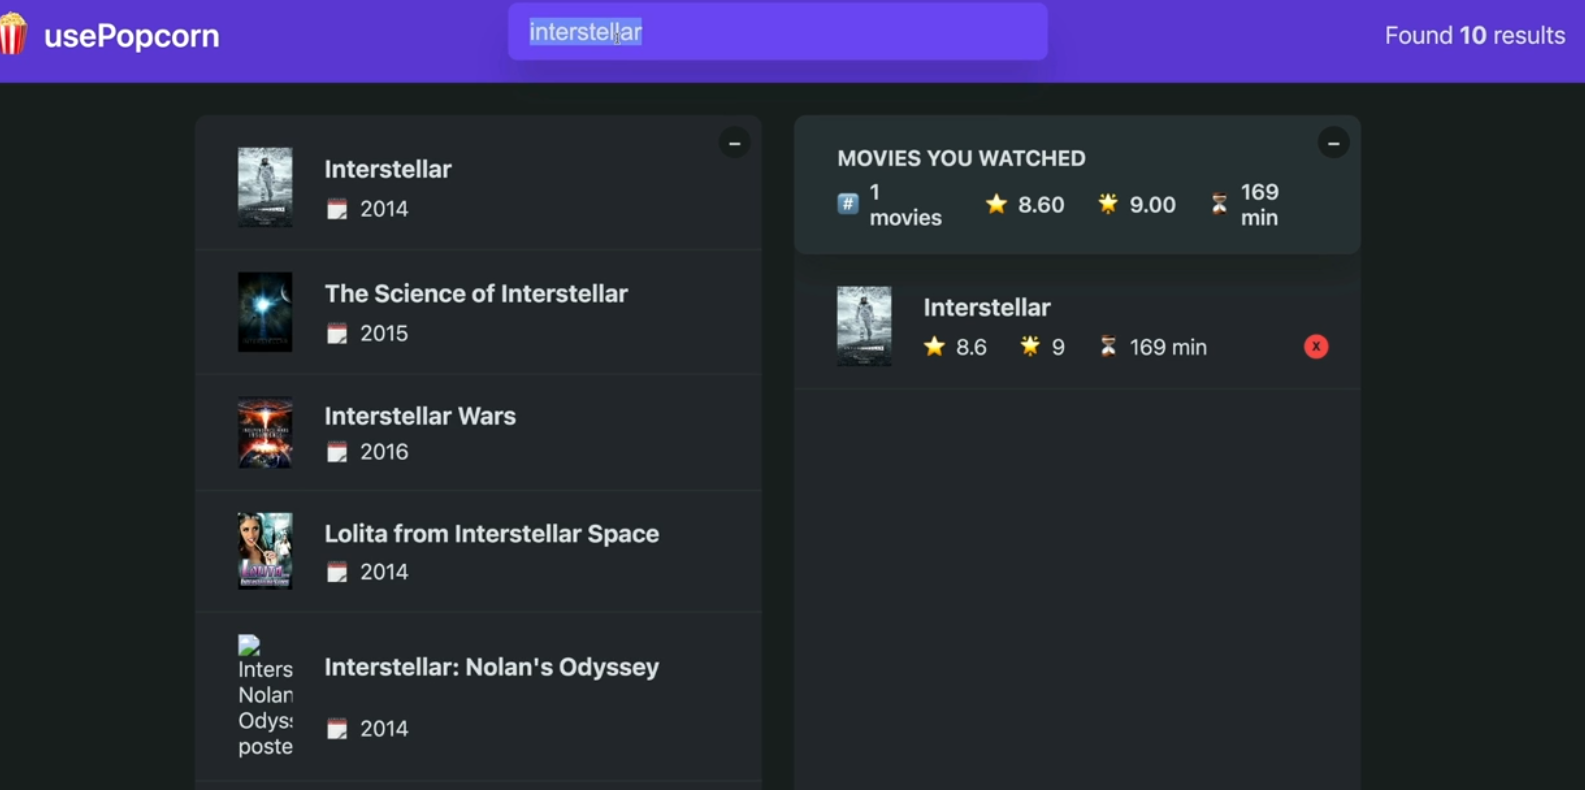 usePopcorn
interstellar
Found 10 results
Interstellar
2014
The Science of Interstellar
2015
Interstellar Wars
2016
Lolita from Interstellar Space
2014
Inters
Nolan
Odys
poste
Interstellar: Nolan's Odyssey
2014
MOVIES YOU WATCHED
# 1
movies
8.60
9.00
169
min
Interstellar
8.6 9 169 min
x